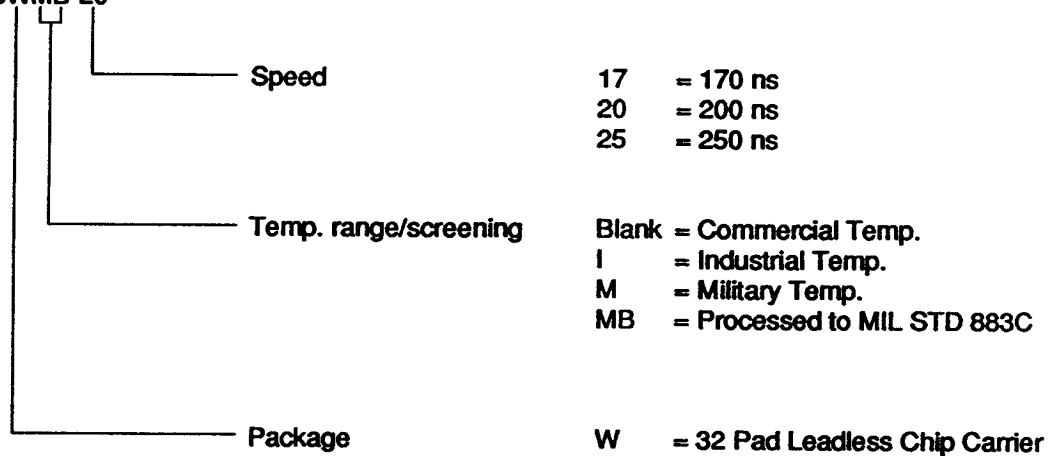 Speed 17 = 170 ns
20 = 200 ns
25 = 250 ns
Temp. range/screening Blank = Commercial Temp.
I = Industrial Temp.
M = Military Temp.
MB = Processed to MIL STD 883C
Package W = 32 Pad Leadless Chip Carrier